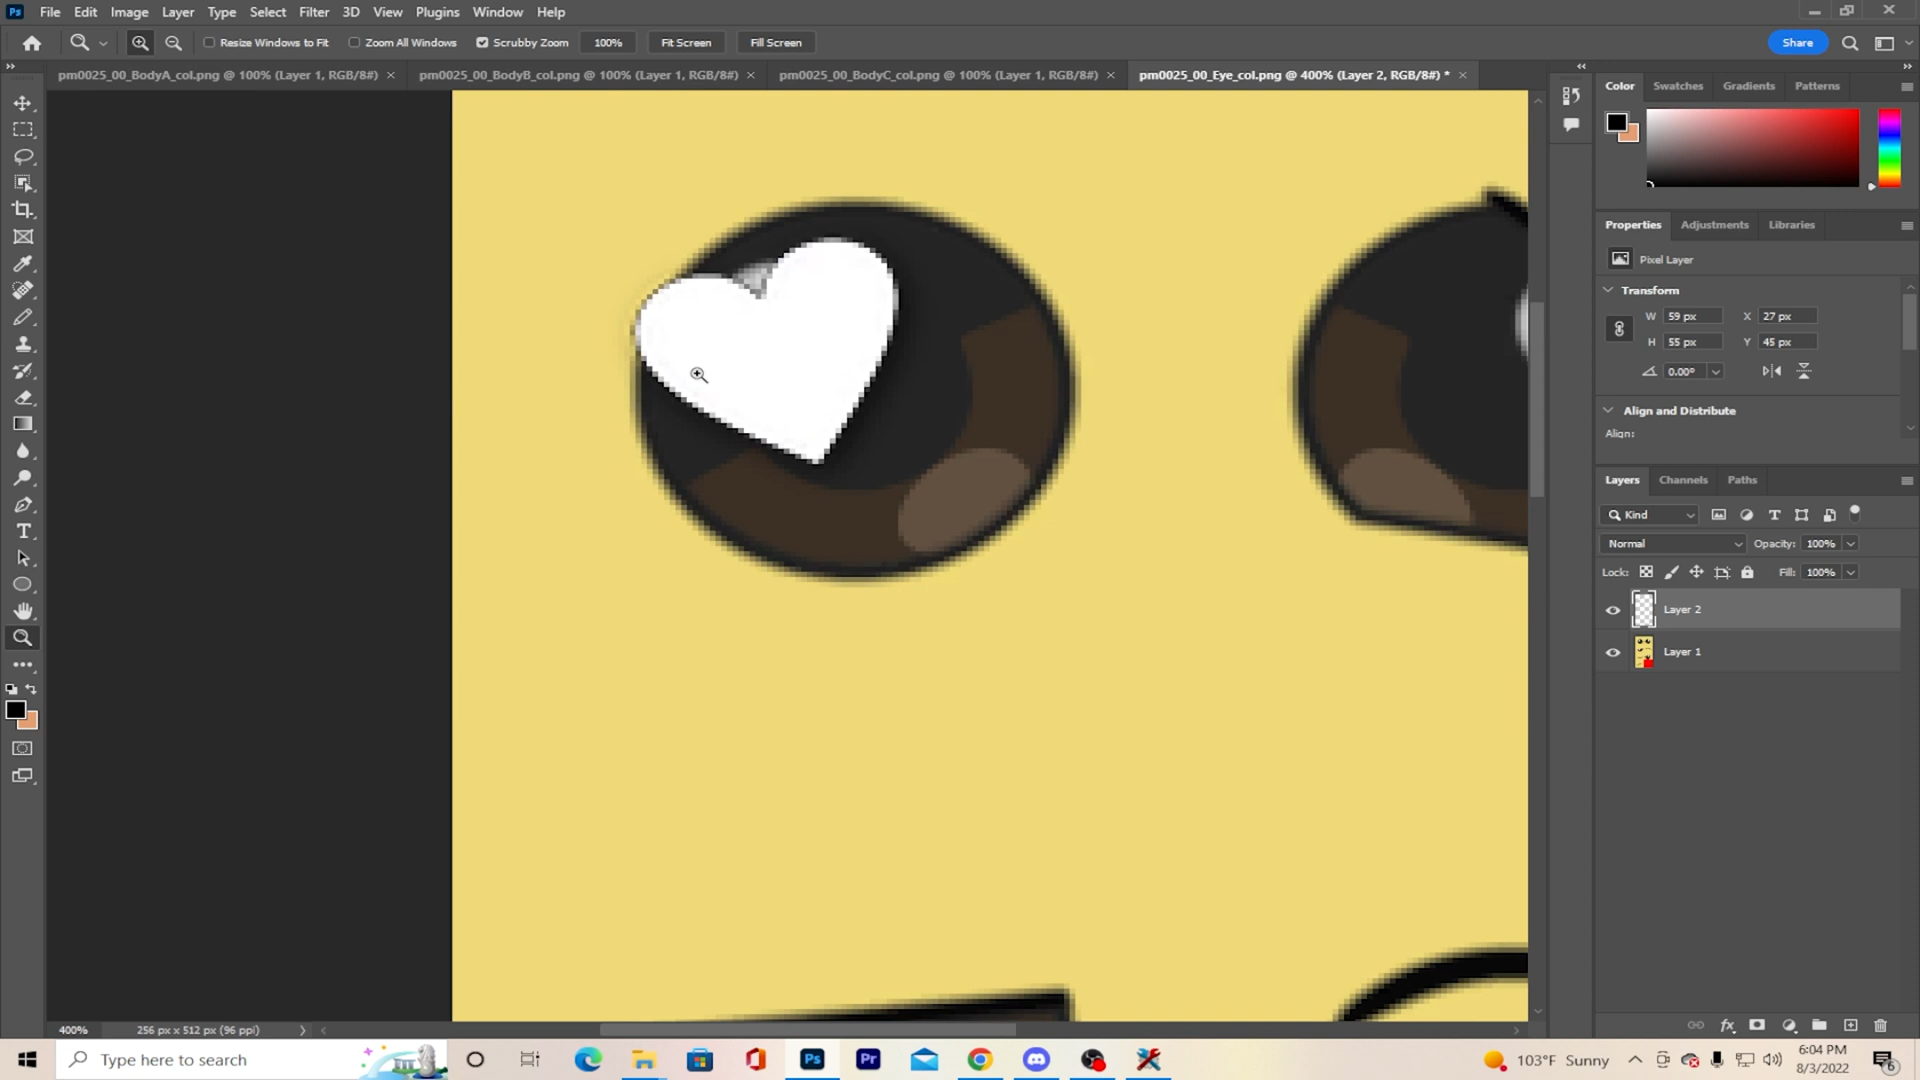 Ps File Edit Image Layer Type Select Filter 3D View Plugins Window Help
Resize Windows to Fit Zoom All Windows Scrubby Zoom 100% Fit Screen Fill Screen Share
pm0025_00_BodyA_col.png @ 100% (Layer 1, RGB/8#) × pm0025_00_BodyB_col.png @ 100% (Layer 1, RGB/8#) × pm0025_00_BodyC_col.png @ 100% (Layer 1, RGB/8#) × pm0025_00_Eye_col.png @ 400% (Layer 2, RGB/8#) * ×
Color Swatches Gradients Patterns
Properties Adjustments Libraries
Pixel Layer
Transform
W 59 px X 27 px
H 55 px Y 45 px
0.00°
Align and Distribute
Align:
Layers Channels Paths
Kind
Normal Opacity: 100%
Lock: Fill: 100%
Layer 2
Layer 1
400% 256 px x 512 px (96 ppi)
Type here to search
Ps Pr
103°F Sunny
6:04 PM
8/3/2022
6